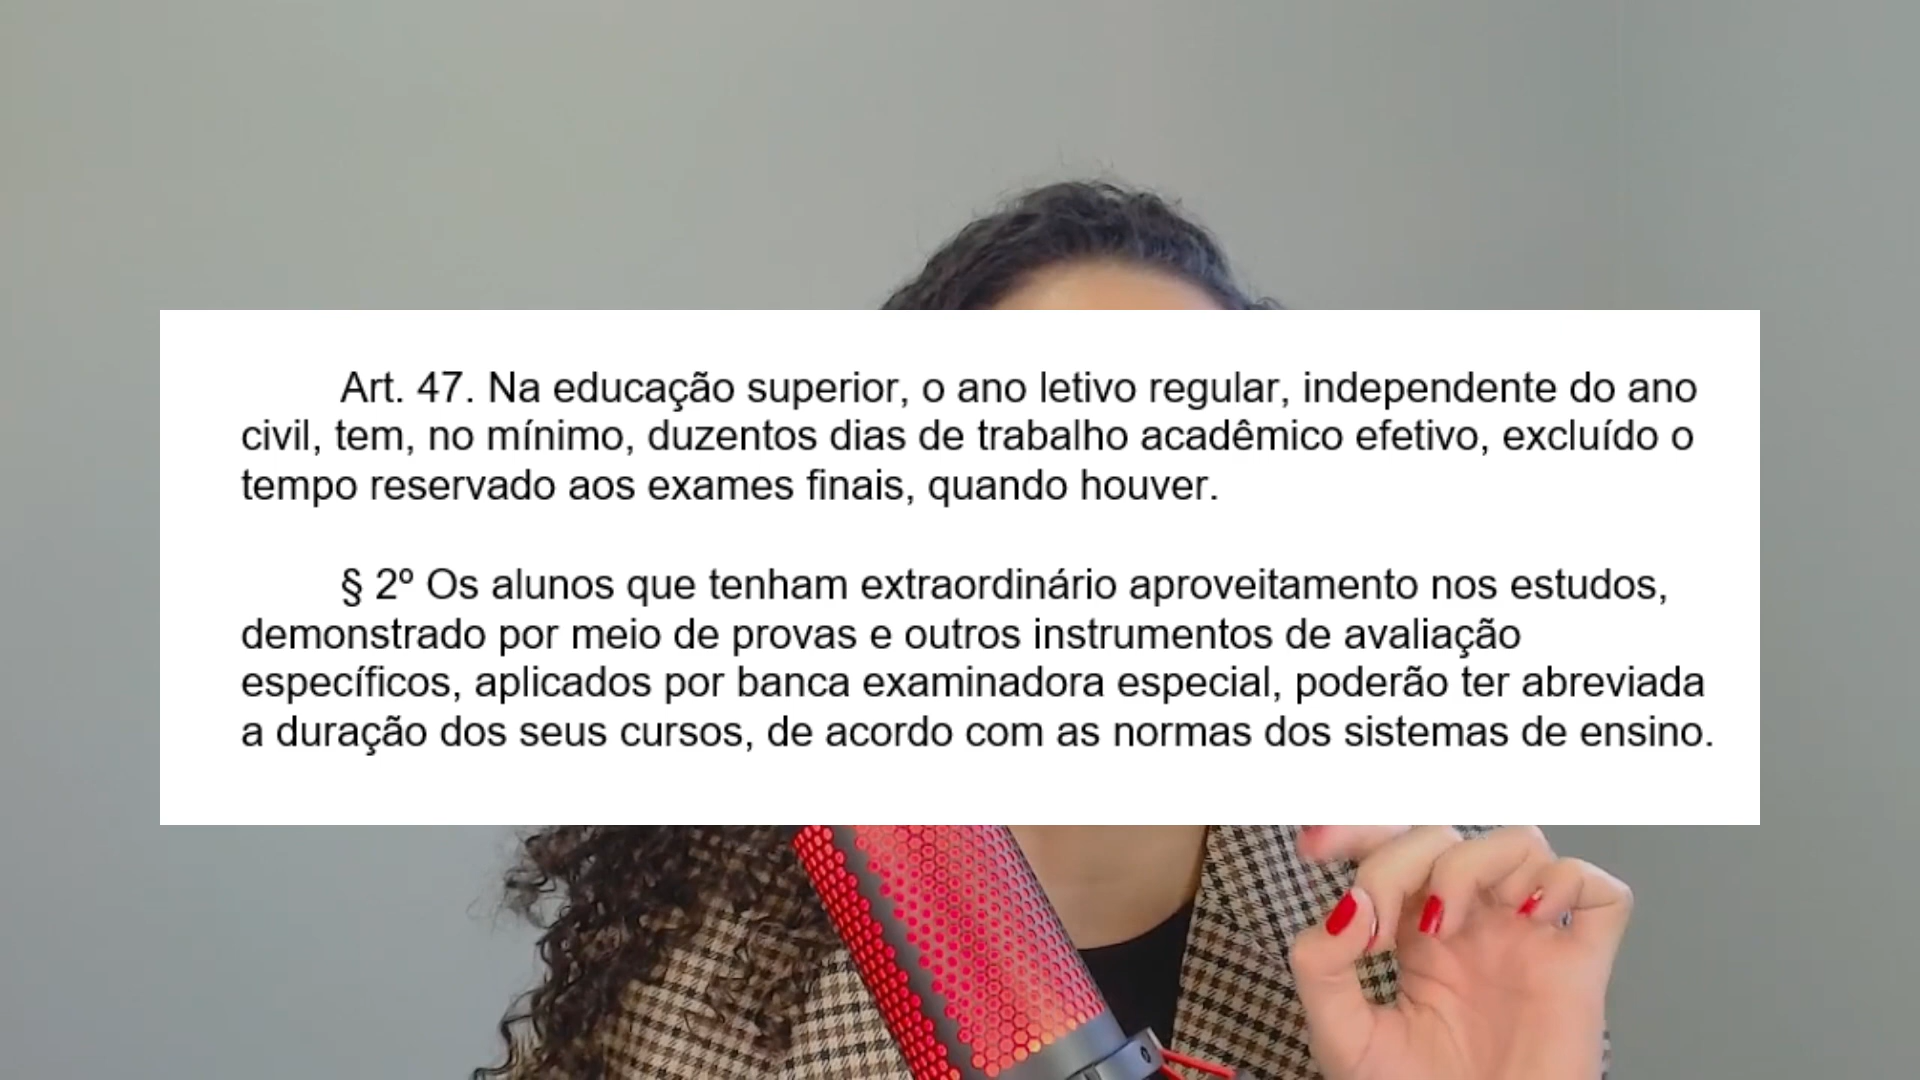 Art. 47. Na educação superior, o ano letivo regular, independente do ano
civil, tem, no mínimo, duzentos dias de trabalho acadêmico efetivo, excluído o
tempo reservado aos exames finais, quando houver.
§ 2º Os alunos que tenham extraordinário aproveitamento nos estudos,
demonstrado por meio de provas e outros instrumentos de avaliação
específicos, aplicados por banca examinadora especial, poderão ter abreviada
a duração dos seus cursos, de acordo com as normas dos sistemas de ensino.